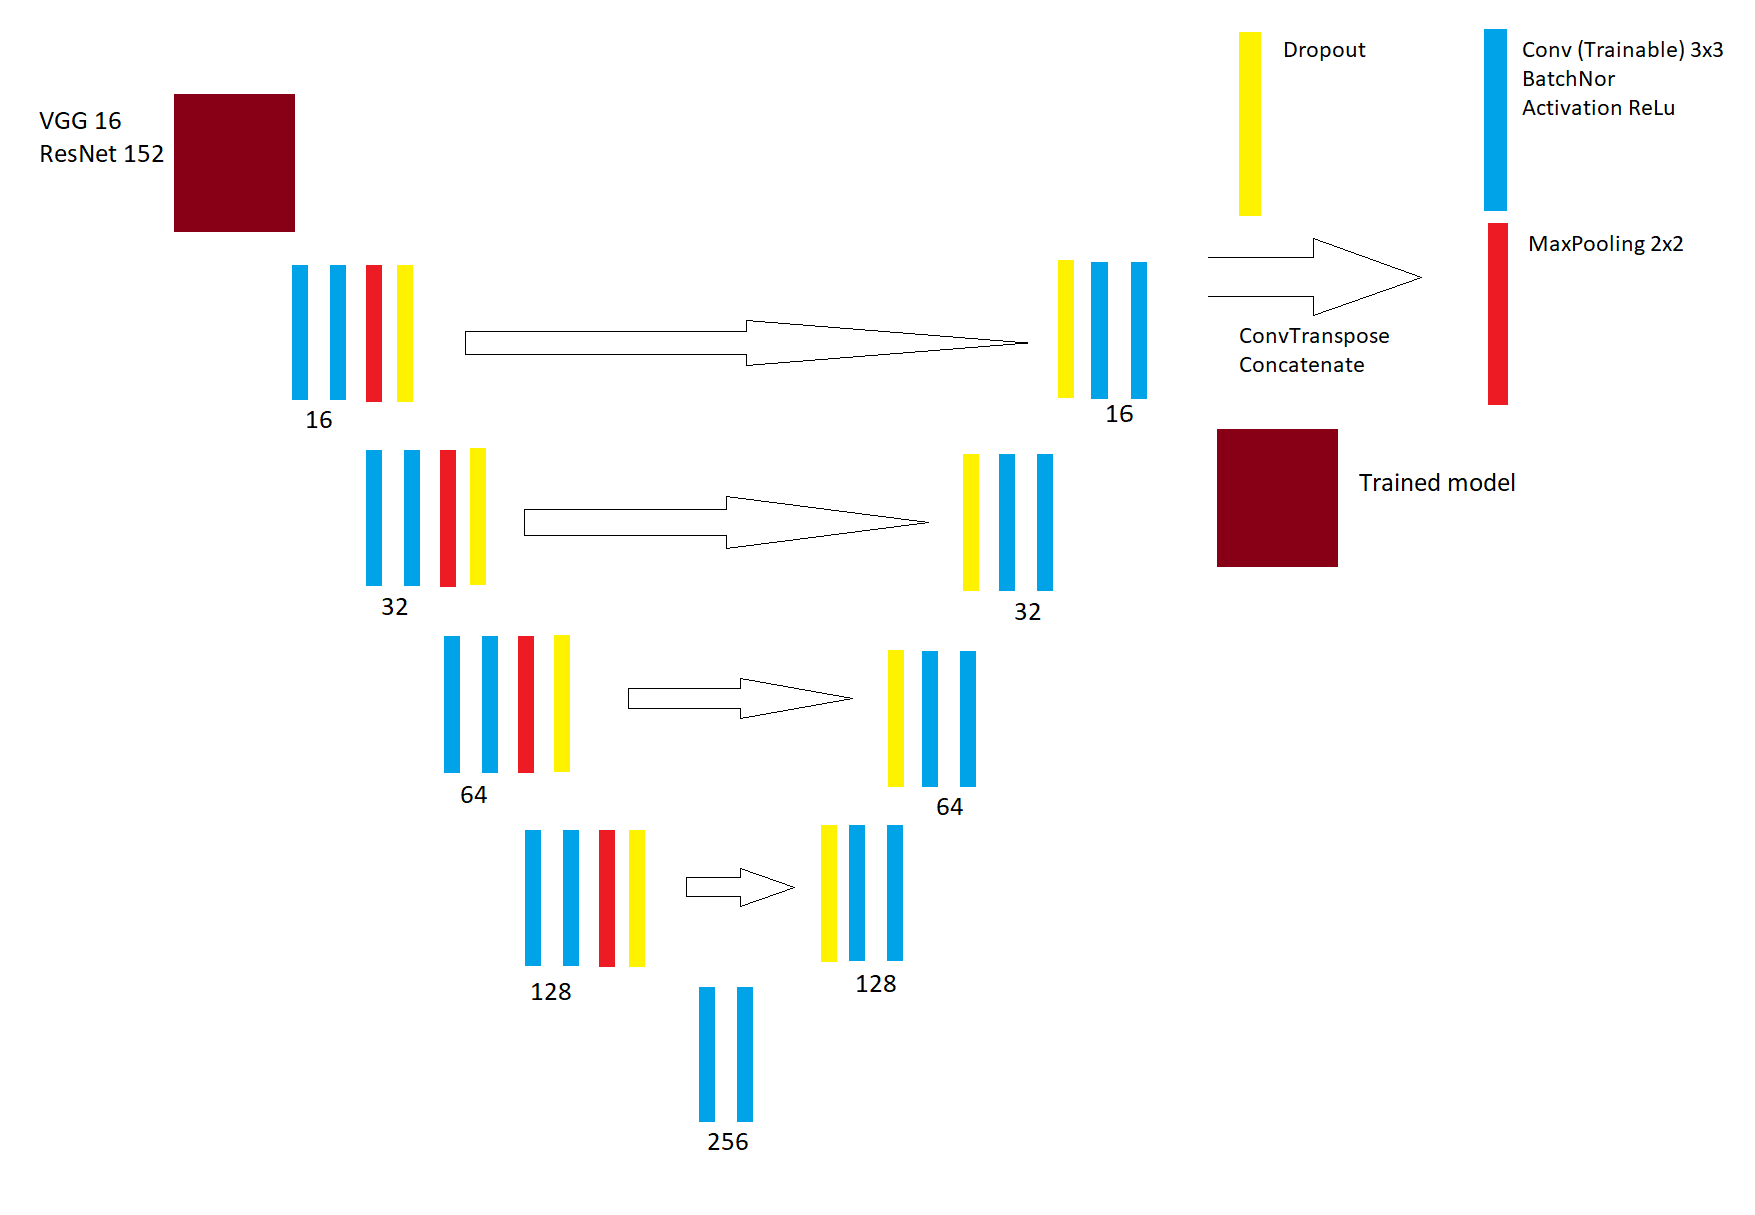 VGG 16
ResNet 152
Dropout
Conv (Trainable) 3x3
BatchNor
Activation ReLu
MaxPooling 2x2
ConvTranspose
Concatenate
Trained model
16
16
32
32
64
64
128
128
256